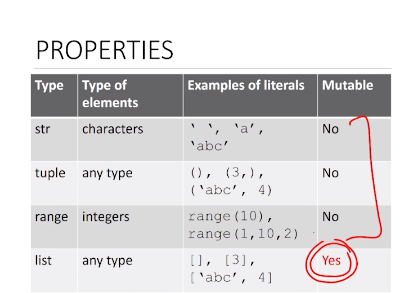 PROPERTIES
Type Type of elements Examples of literals Mutable
str characters ‘ ‘, ‘a’, ‘abc’ No
tuple any type (), (3,), (‘abc’, 4) No
range integers range(10), range(1,10,2) No
list any type [], [3], [‘abc’, 4] Yes